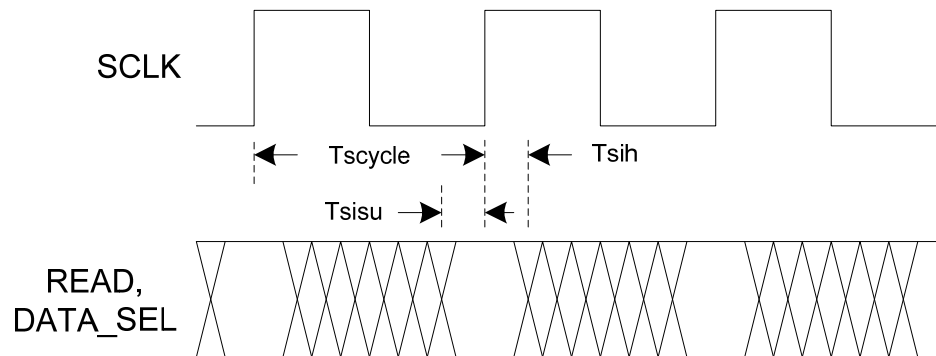 SCLK
Tscycle
Tsih
Tsisu
READ,
DATA_SEL